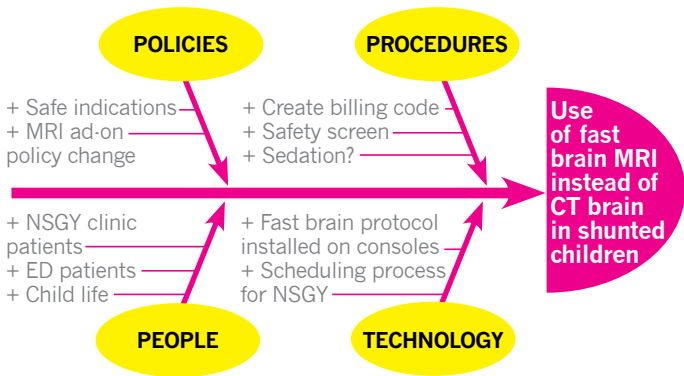 POLICIES
PROCEDURES
+ Safe indications
+ MRI ad-on
policy change
+ Create billing code
+ Safety screen
+ Sedation?
Use
of fast
brain MRI
instead of
CT brain
in shunted
children
+ NSGY clinic
patients
+ ED patients
+ Child life
+ Fast brain protocol
installed on consoles
+ Scheduling process
for NSGY
PEOPLE
TECHNOLOGY